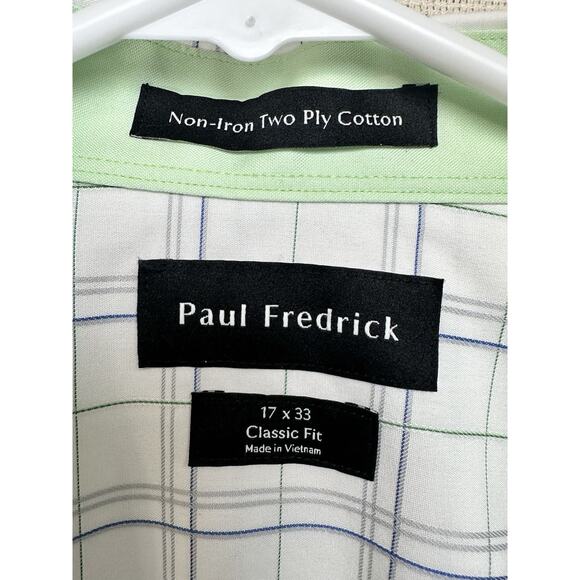 Non-Iron Two Ply Cotton
Paul Fredrick
17 x 33
Classic Fit
Made in Vietnam